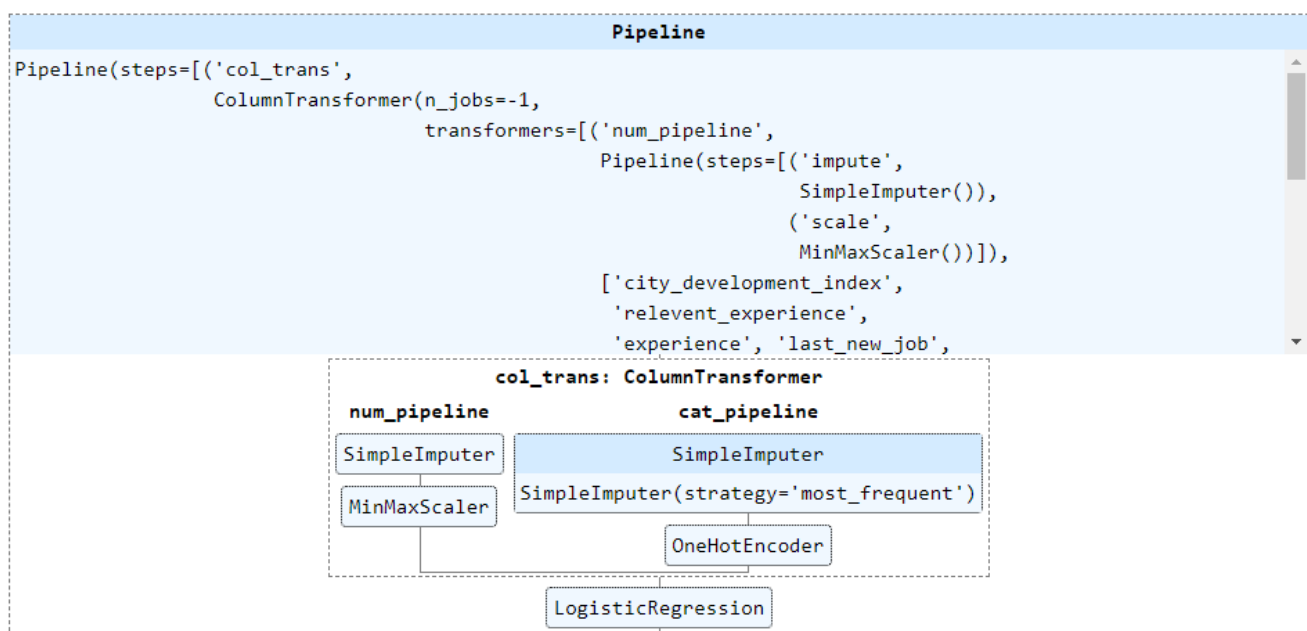 Pipeline
Pipeline(steps=[('col_trans',
ColumnTransformer(n_jobs=-1,
transformers=[('num_pipeline',
Pipeline(steps=[('impute',
SimpleImputer()),
('scale',
MinMaxScaler())]),
['city_development_index',
'relevent_experience',
'experience', 'last_new_job',
col_trans: ColumnTransformer
num_pipeline cat_pipeline
SimpleImputer SimpleImputer
SimpleImputer(strategy='most_frequent')
MinMaxScaler
OneHotEncoder
LogisticRegression